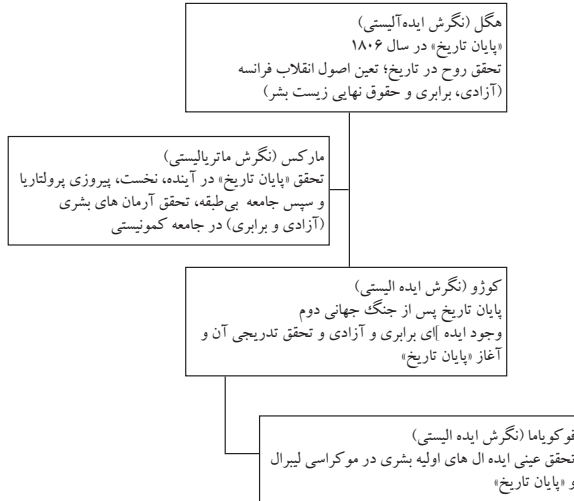 هگل (نگرش ایده‌آلیستی)
«پایان تاریخ» در سال ۱۸۰۶
تحقق روح در تاریخ؛ تعین اصول انقلاب فرانسه
(آزادی، برابری و حقوق نهایی زیست بشر)
مارکس (نگرش ماتریالیستی)
تحقق «پایان تاریخ» در آینده، نخست، پیروزی پرولتاریا
و سپس جامعه بی‌طبقه، تحقق آرمان های بشری
(آزادی و برابری) در جامعه کمونیستی
کوژو (نگرش ایده الیستی)
پایان تاریخ پس از جنگ جهانی دوم
وجود ایده ]ای برابری و آزادی و تحقق تدریجی آن و
آغاز «پایان تاریخ»
فوکویاما (نگرش ایده الیستی)
تحقق عینی ایده ال های اولیه بشری در موکراسی لیبرال
و «پایان تاریخ»